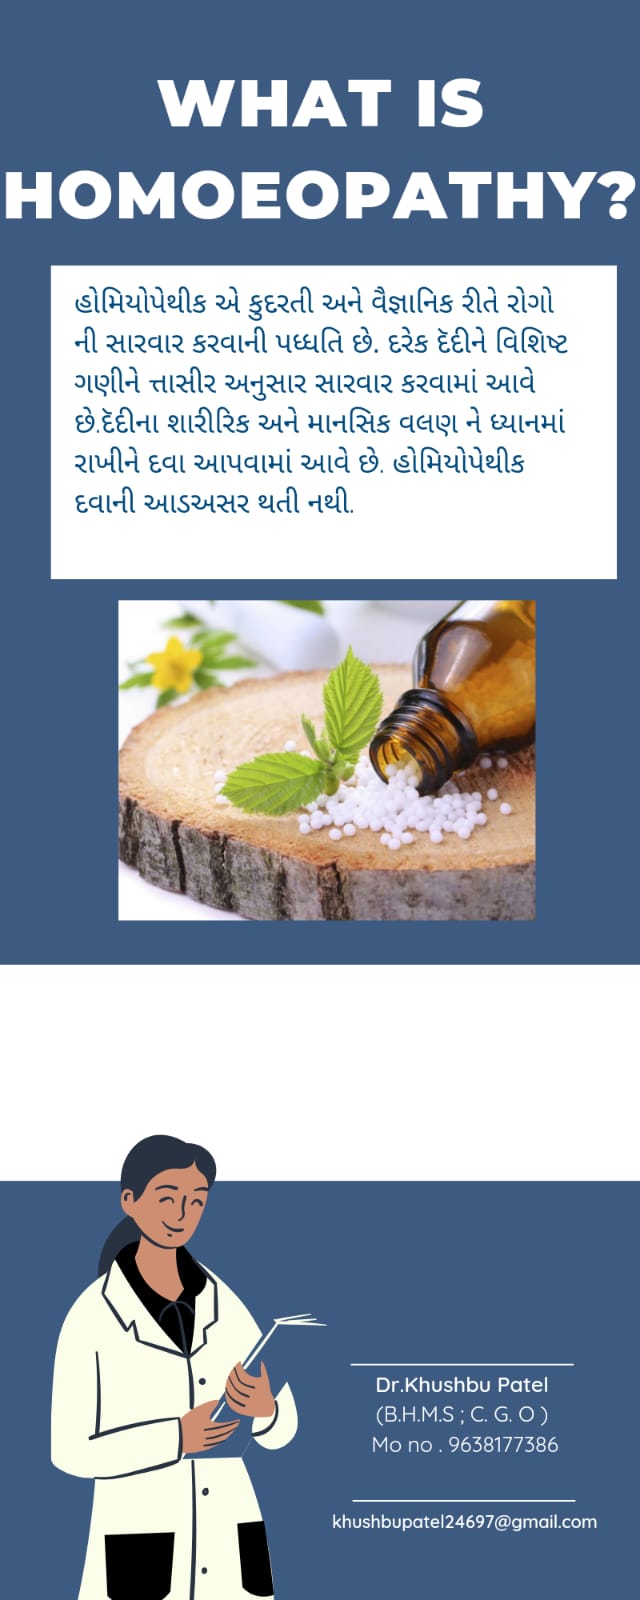 WHAT IS
HOMOEOPATHY?
હોમિયોપેથીક એ કુદરતી અને વૈજ્ઞાનિક રીતે રોગો
ની સારવાર કરવાની પધ્ધતિ છે. દરેક દૅદીને વિશિષ્ટ
ગણીને ત્તાસીર અનુસાર સારવાર કરવામાં આવે
છે.દૅદીના શારીરિક અને માનસિક વલણ ને ધ્યાનમાં
રાખીને દવા આપવામાં આવે છે. હોમિયોપેથીક
દવાની આડઅસર થતી નથી.
Dr.Khushbu Patel
(B.H.M.S ; C. G. O )
Mo no . 9638177386
khushbupatel24697@gmail.com